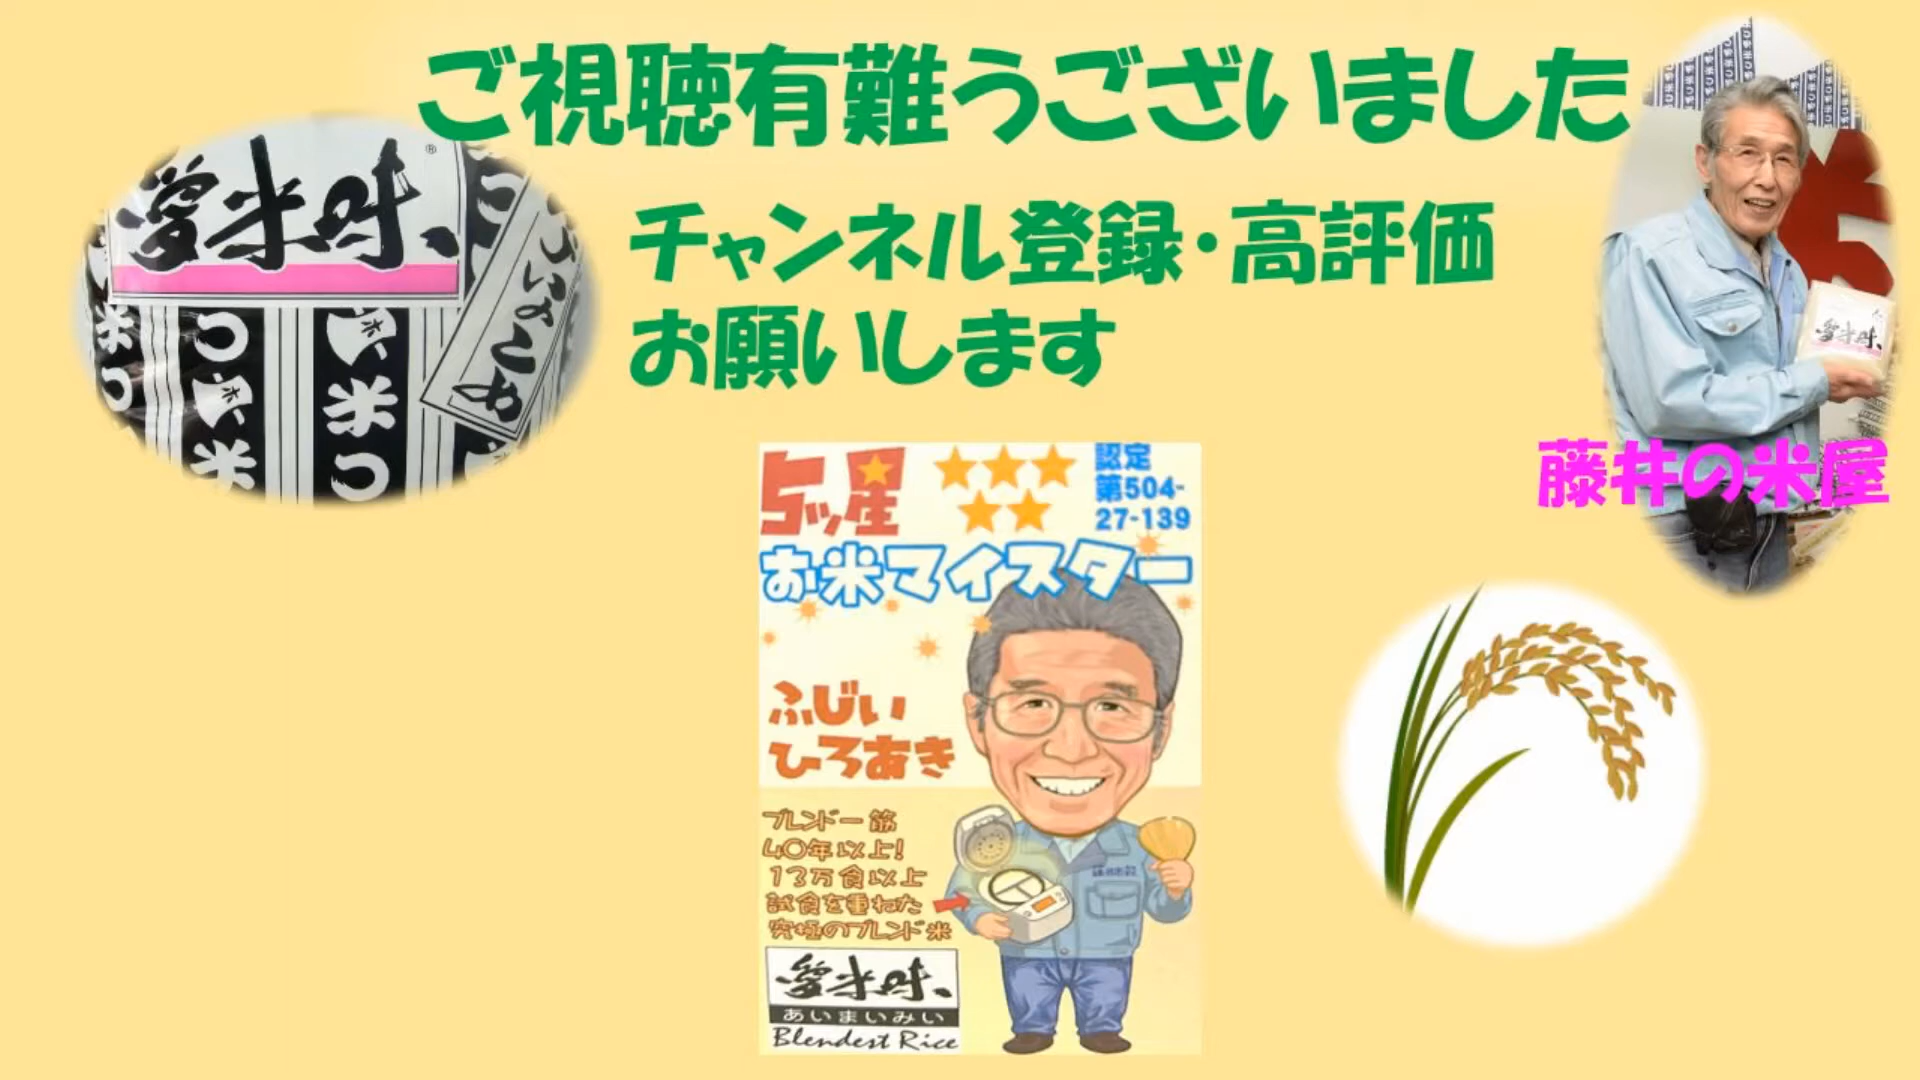 ご視聴有難うございました
チャンネル登録・高評価
お願いします
藤井の米屋
5ッ星
認定
第504-
27-139
お米マイスター
ふじい
ひろあき
ブレンド一筋
40年以上!
13万食以上
試食を重ねた
究極のブレンド米
愛米味、
あいまいみい
Blendest Rice